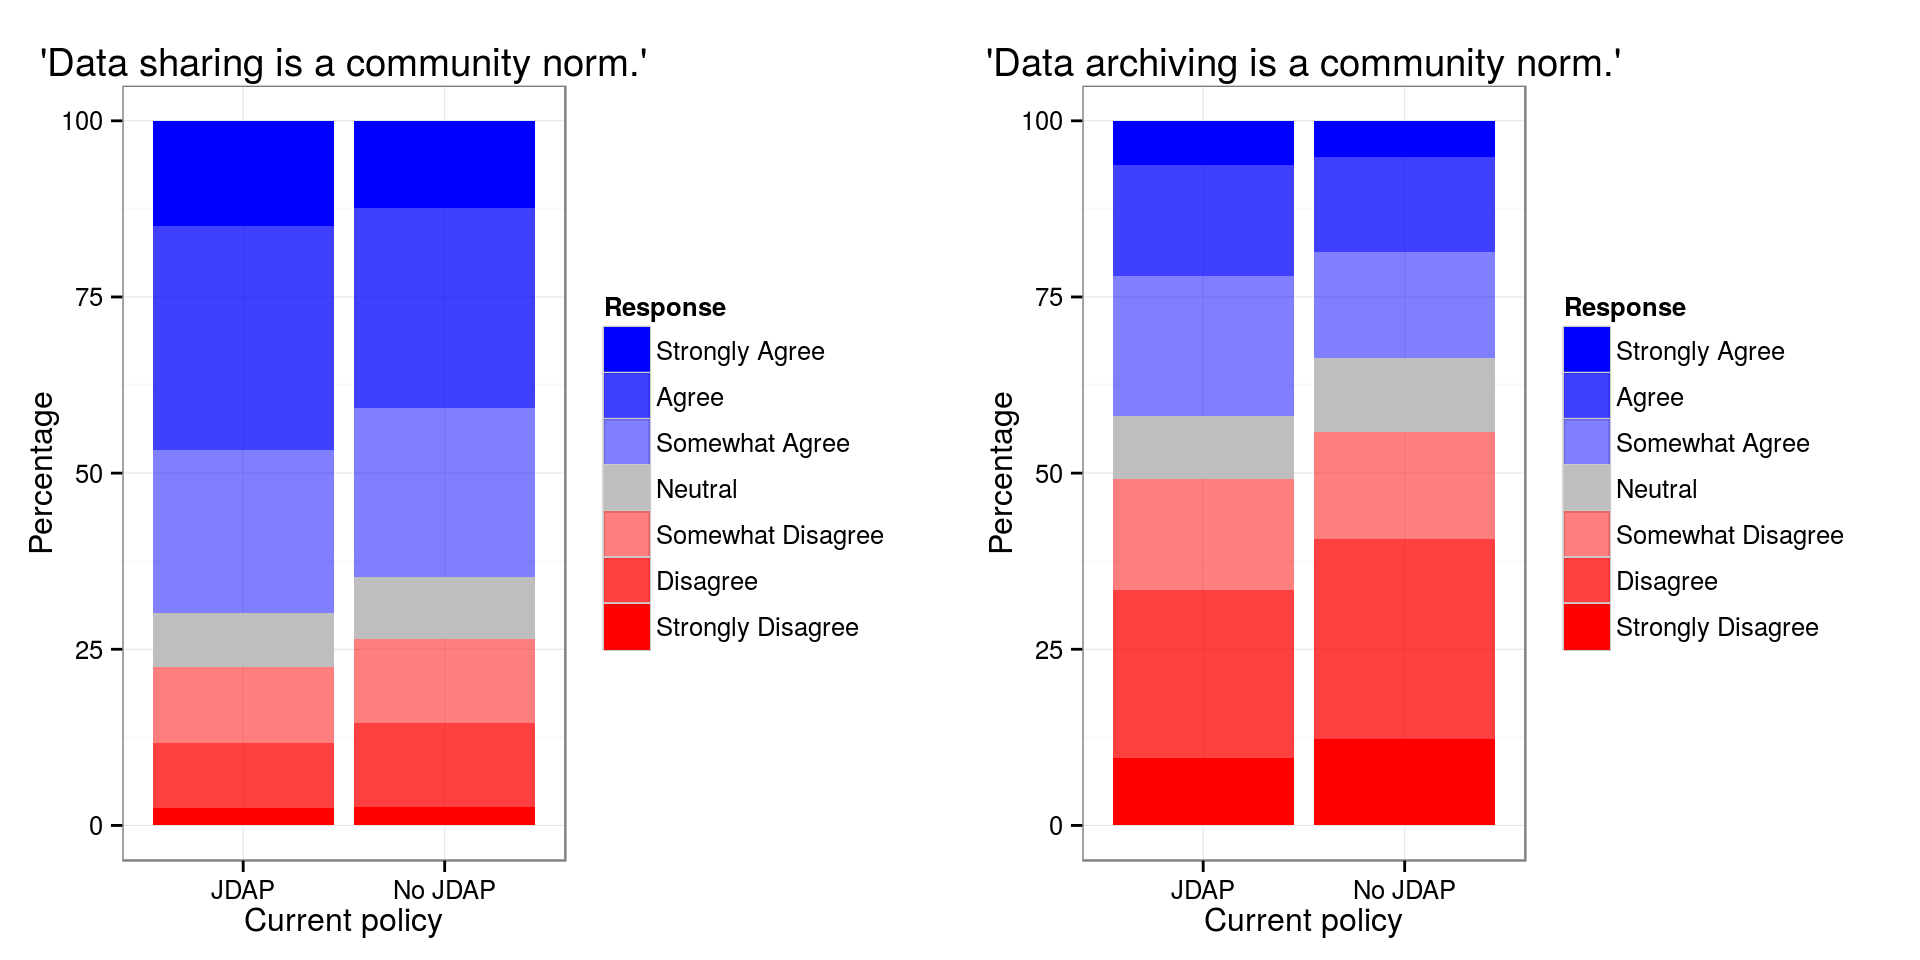 'Data sharing is a community norm.'
100
75
50
25
0
Percentage
JDAP No JDAP
Current policy
Response
Strongly Agree
Agree
Somewhat Agree
Neutral
Somewhat Disagree
Disagree
Strongly Disagree
'Data archiving is a community norm.'
100
75
50
25
0
Percentage
JDAP No JDAP
Current policy
Response
Strongly Agree
Agree
Somewhat Agree
Neutral
Somewhat Disagree
Disagree
Strongly Disagree